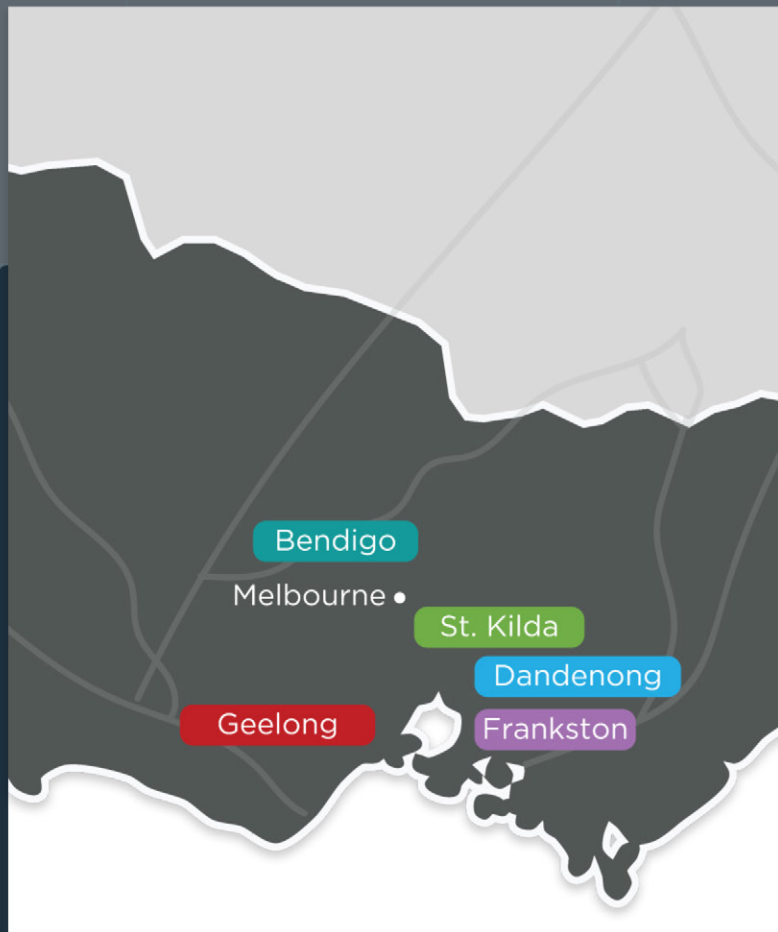 Bendigo
Melbourne
St. Kilda
Dandenong
Geelong
Frankston